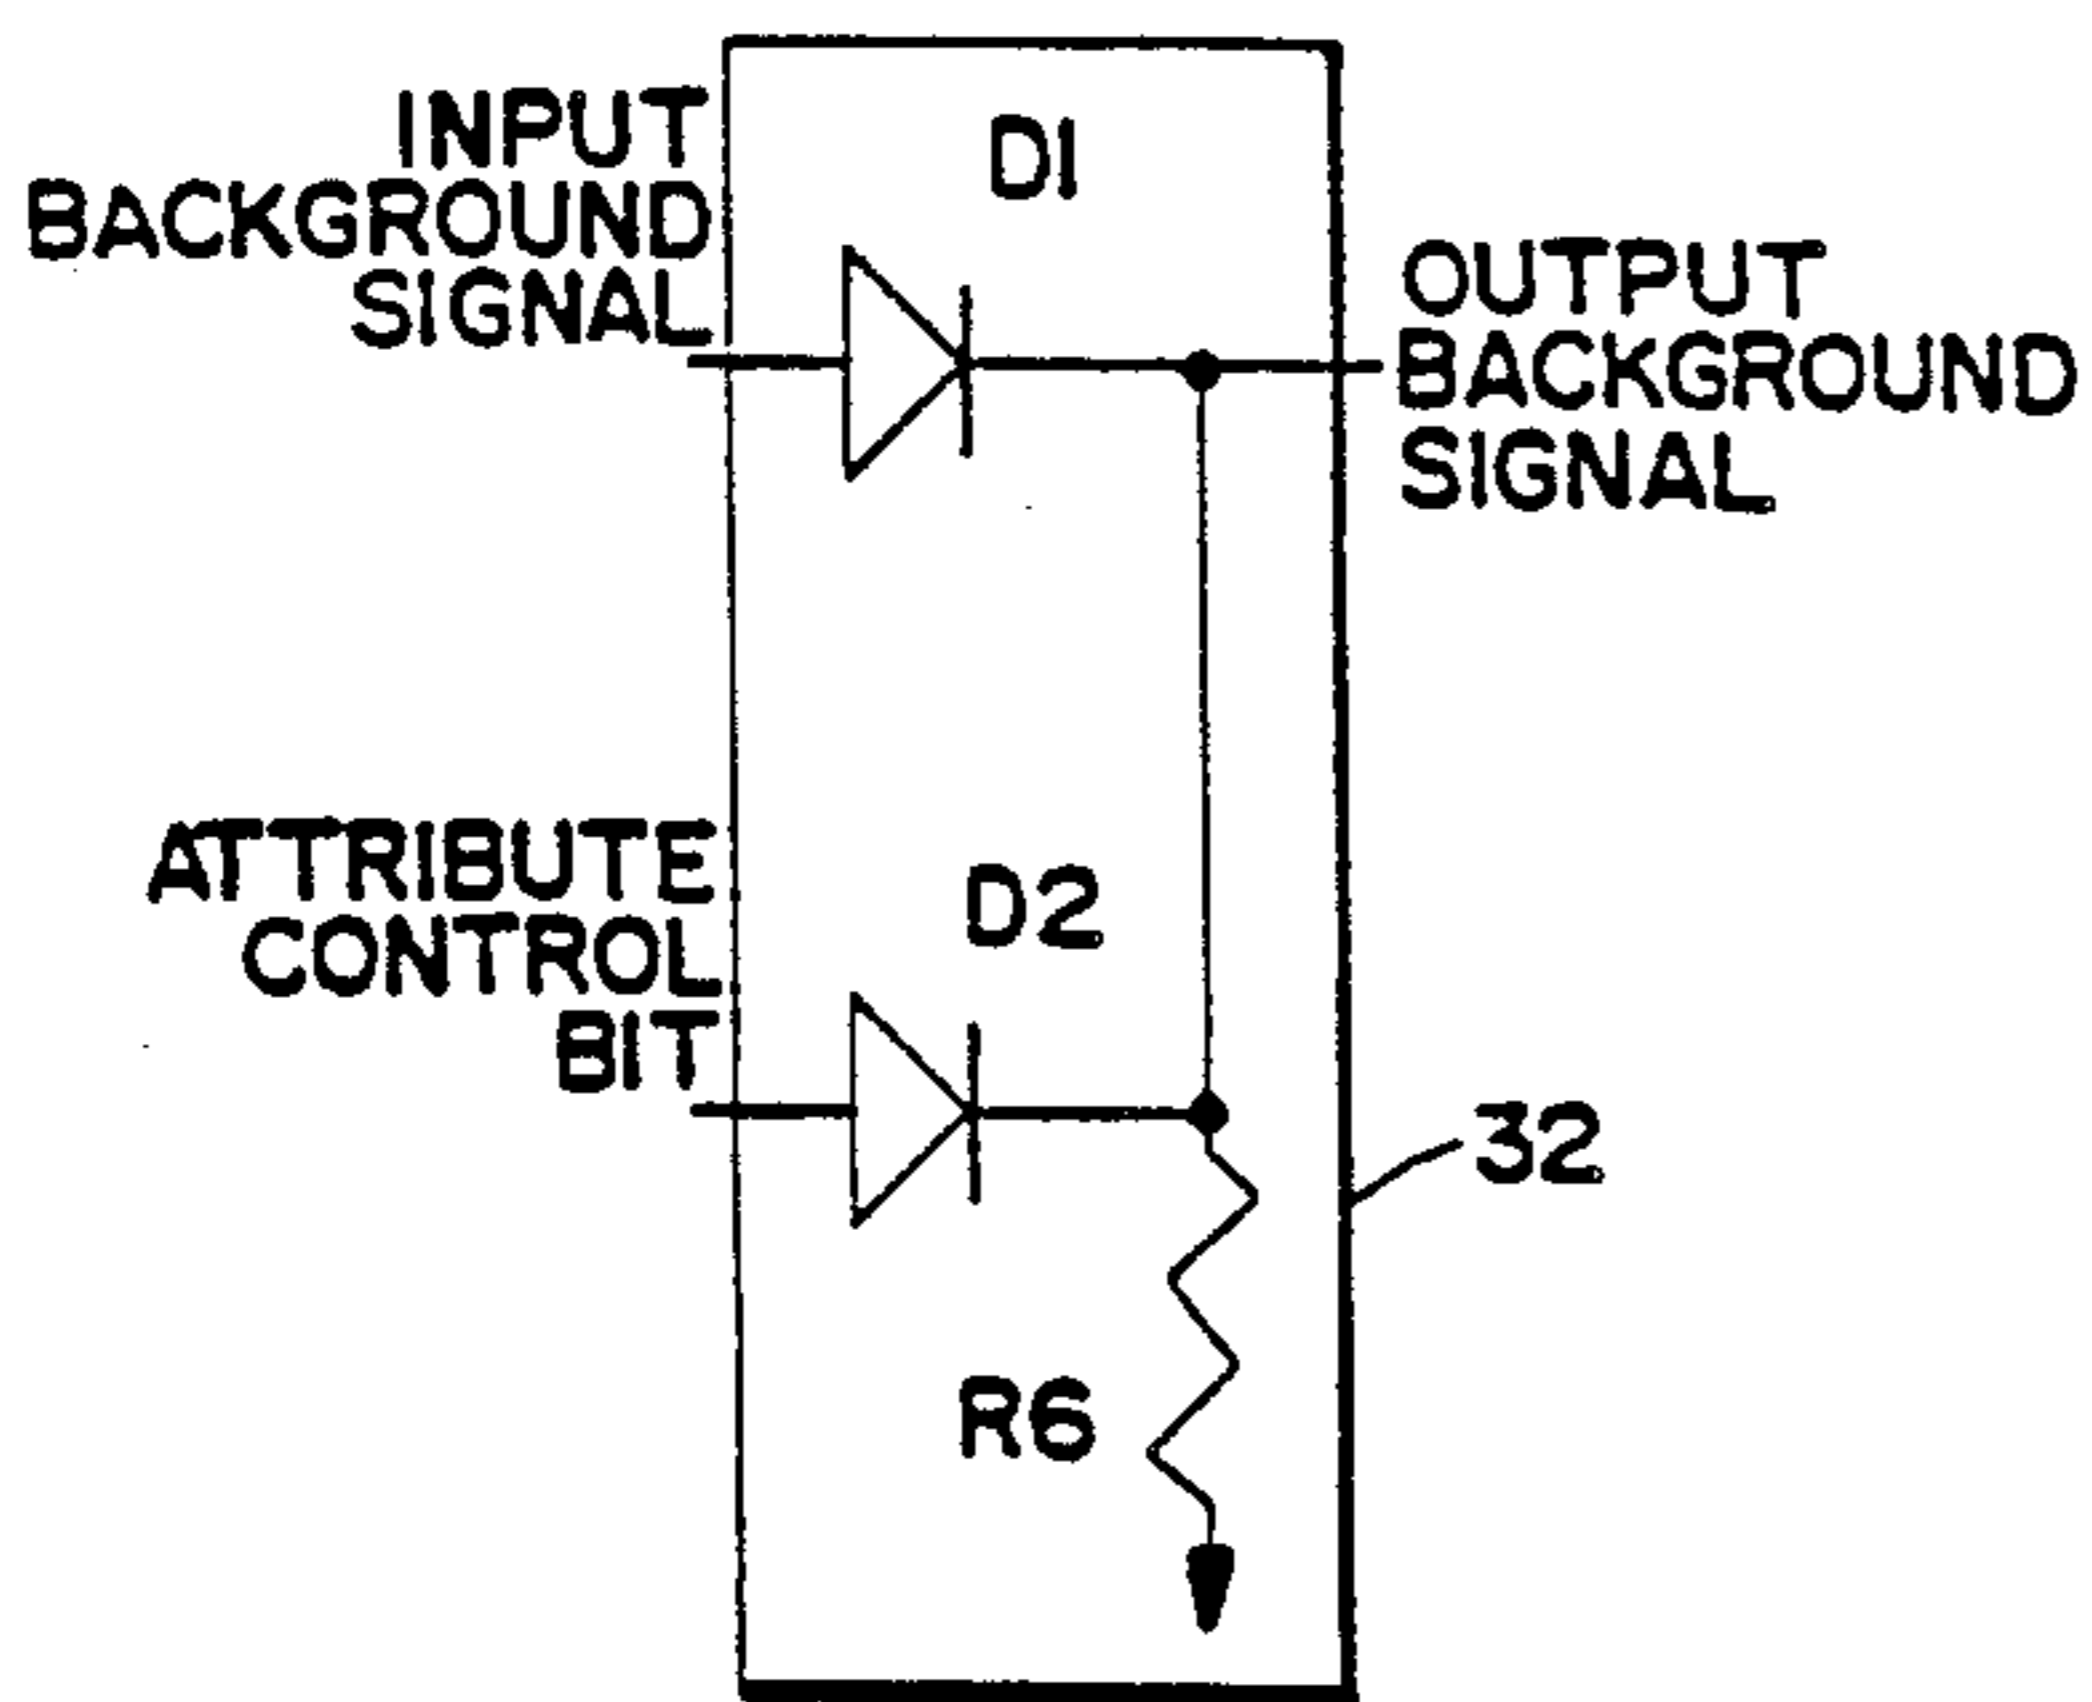 INPUT
BACKGROUND
SIGNAL
D1
OUTPUT
BACKGROUND
SIGNAL
ATTRIBUTE
CONTROL
BIT
D2
32
R6